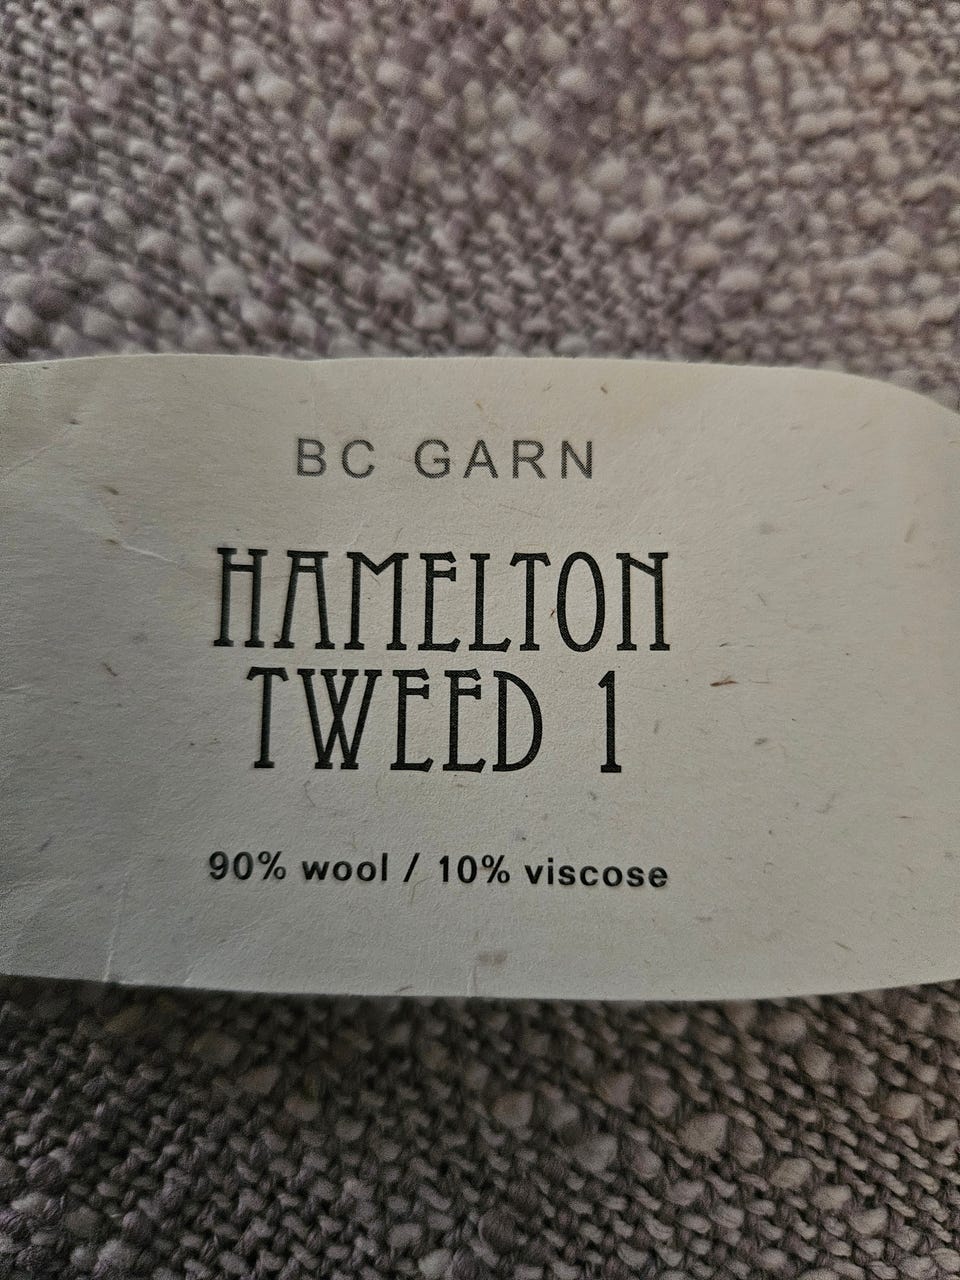 BC GARN
HAMELTON
TWEED 1
90% wool / 10% viscose